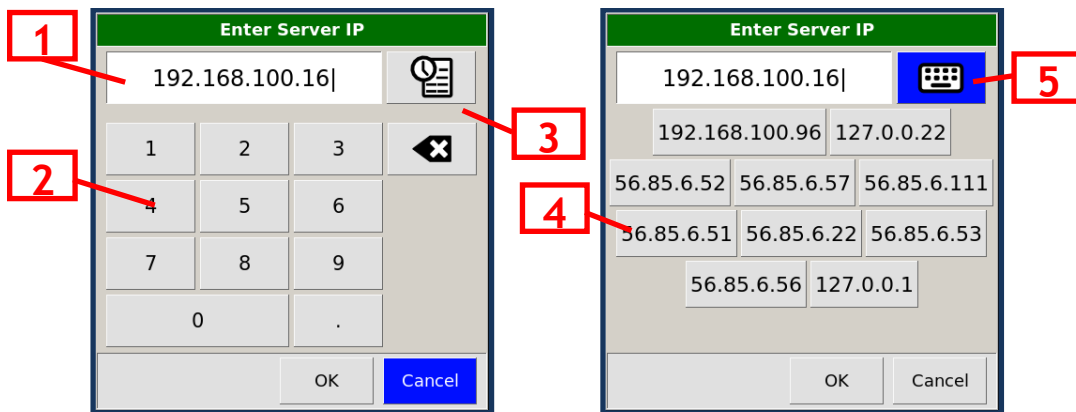 1
Enter Server IP
192.168.100.16
3
1 2 3
2
4 5 6
7 8 9
0 .
OK Cancel
Enter Server IP
192.168.100.16
5
192.168.100.96 127.0.0.22
56.85.6.52 56.85.6.57 56.85.6.111
4
56.85.6.51 56.85.6.22 56.85.6.53
56.85.6.56 127.0.0.1
OK Cancel